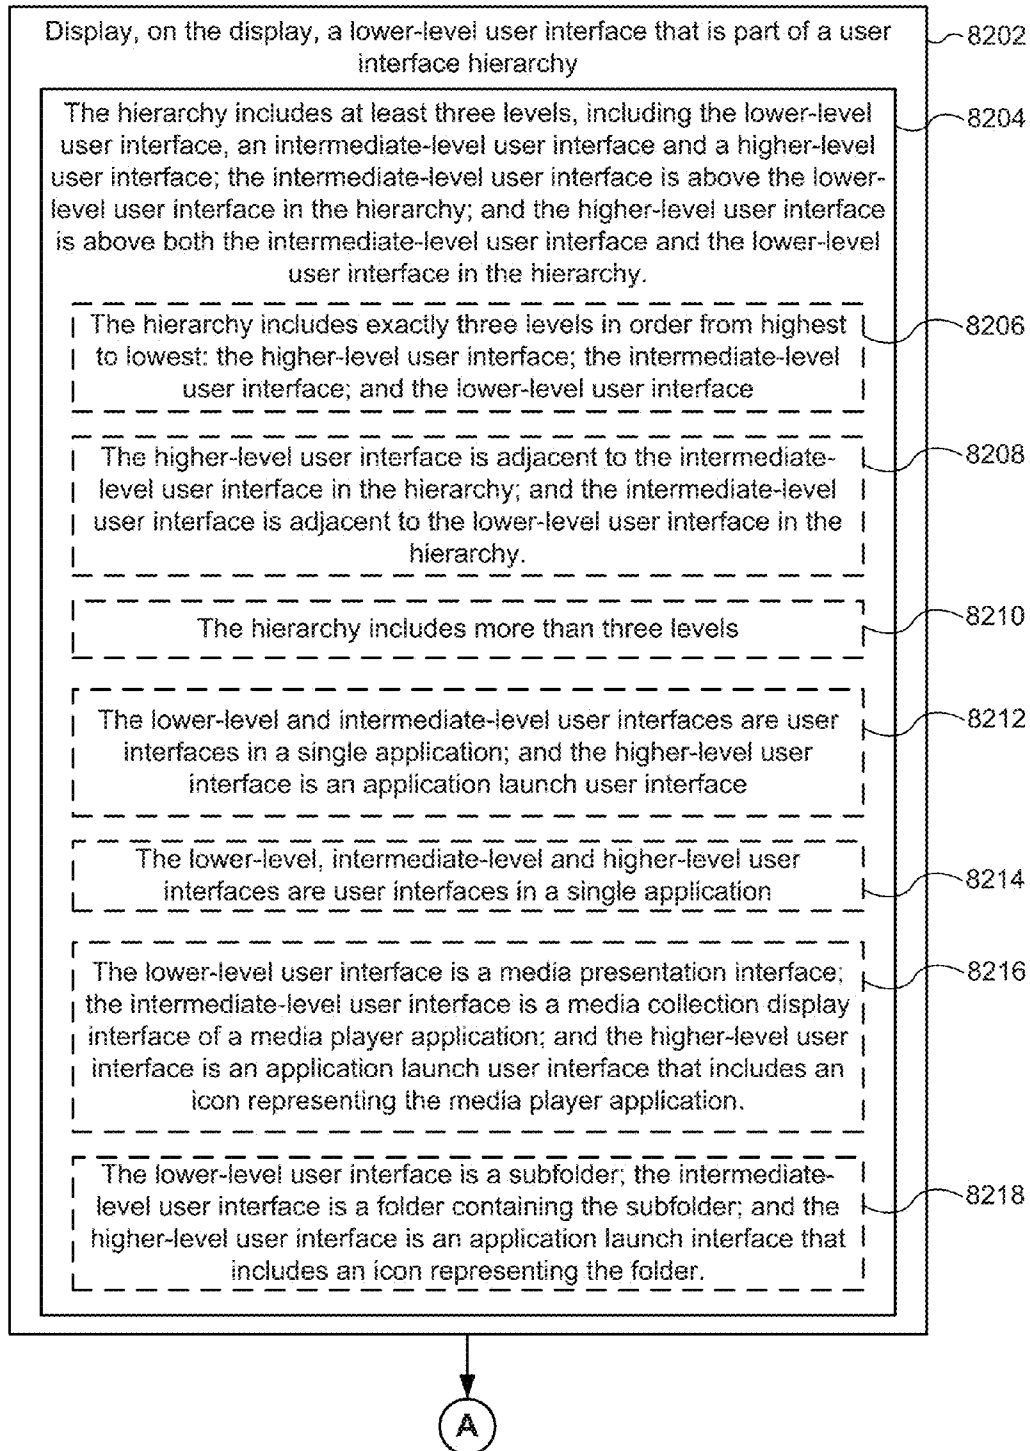 Display, on the display, a lower-level user interface that is part of a user
interface hierarchy
8202
The hierarchy includes at least three levels, including the lower-level
user interface, an intermediate-level user interface and a higher-level
user interface; the intermediate-level user interface is above the lower-
level user interface in the hierarchy; and the higher-level user interface
is above both the intermediate-level user interface and the lower-level
user interface in the hierarchy.
8204
The hierarchy includes exactly three levels in order from highest
to lowest: the higher-level user interface; the intermediate-level
user interface; and the lower-level user interface
8206
The higher-level user interface is adjacent to the intermediate-
level user interface in the hierarchy; and the intermediate-level
user interface is adjacent to the lower-level user interface in the
hierarchy.
8208
The hierarchy includes more than three levels
8210
The lower-level and intermediate-level user interfaces are user
interfaces in a single application; and the higher-level user
interface is an application launch user interface
8212
The lower-level, intermediate-level and higher-level user
interfaces are user interfaces in a single application
8214
The lower-level user interface is a media presentation interface;
the intermediate-level user interface is a media collection display
interface of a media player application; and the higher-level user
interface is an application launch user interface that includes an
icon representing the media player application.
8216
The lower-level user interface is a subfolder; the intermediate-
level user interface is a folder containing the subfolder; and the
higher-level user interface is an application launch interface that
includes an icon representing the folder.
8218
A